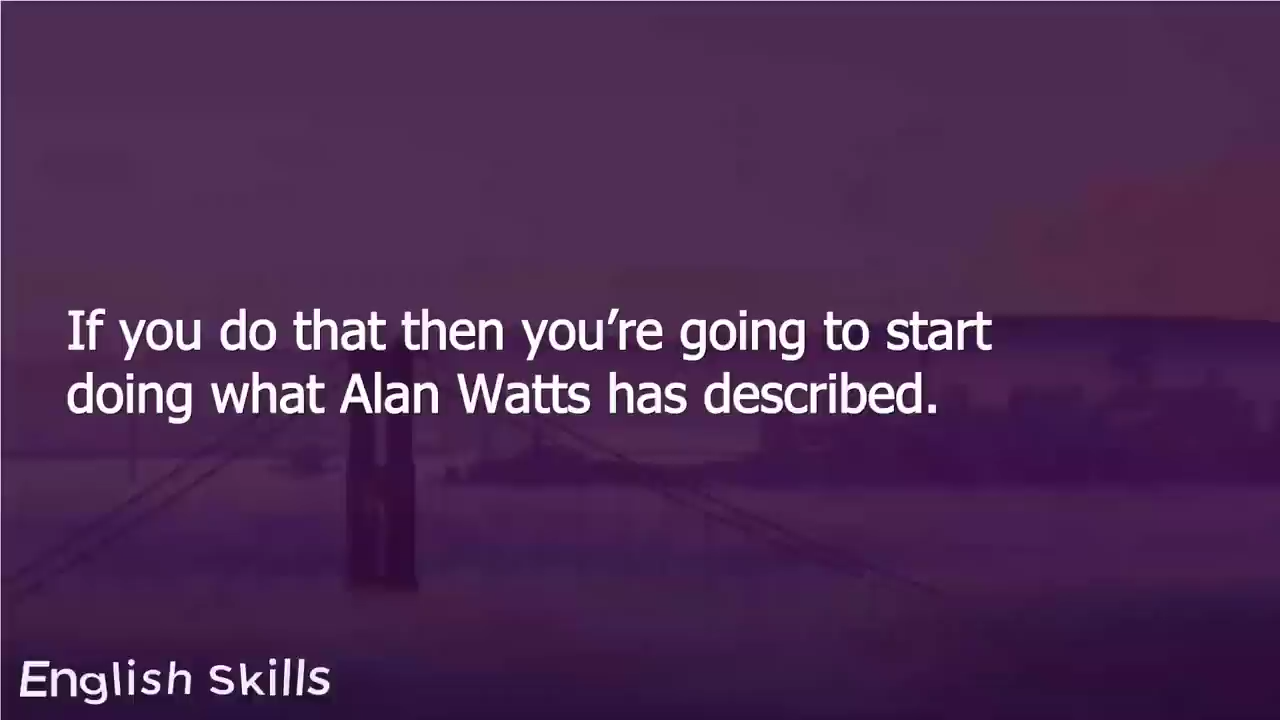 If you do that then you’re going to start
doing what Alan Watts has described.
English Skills